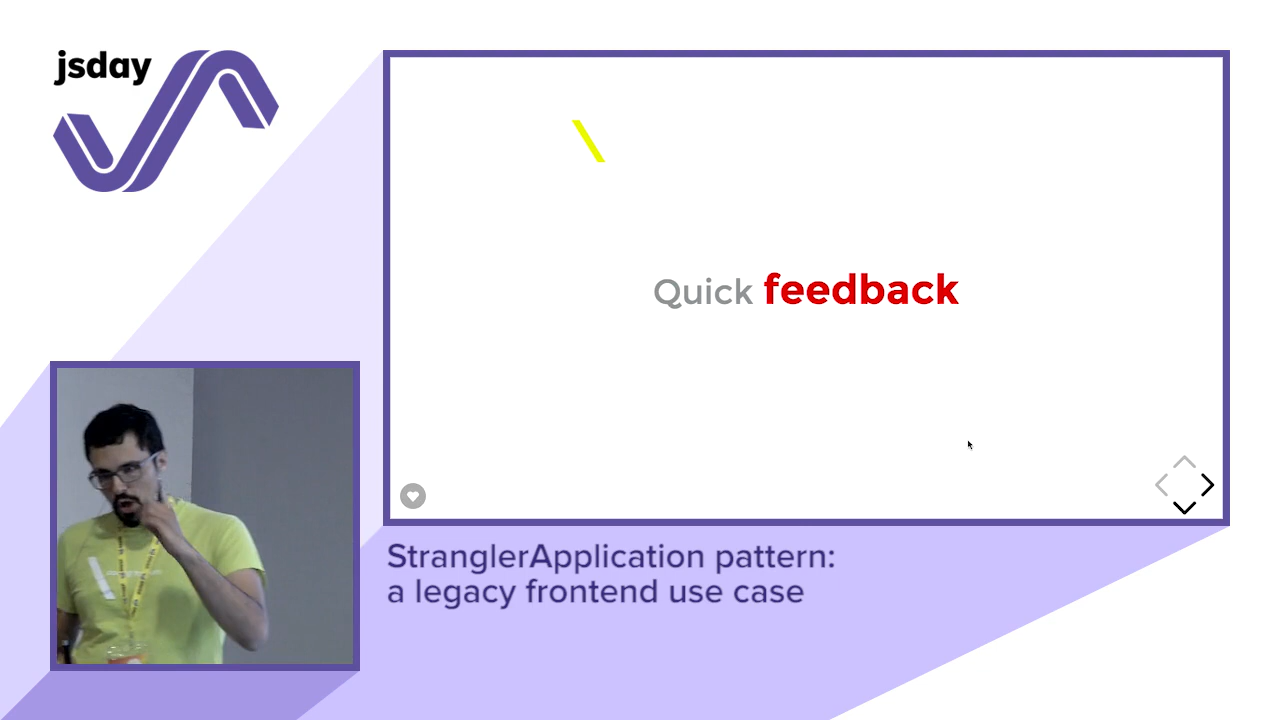 jsday
Quick feedback
StranglerApplication pattern:
a legacy frontend use case